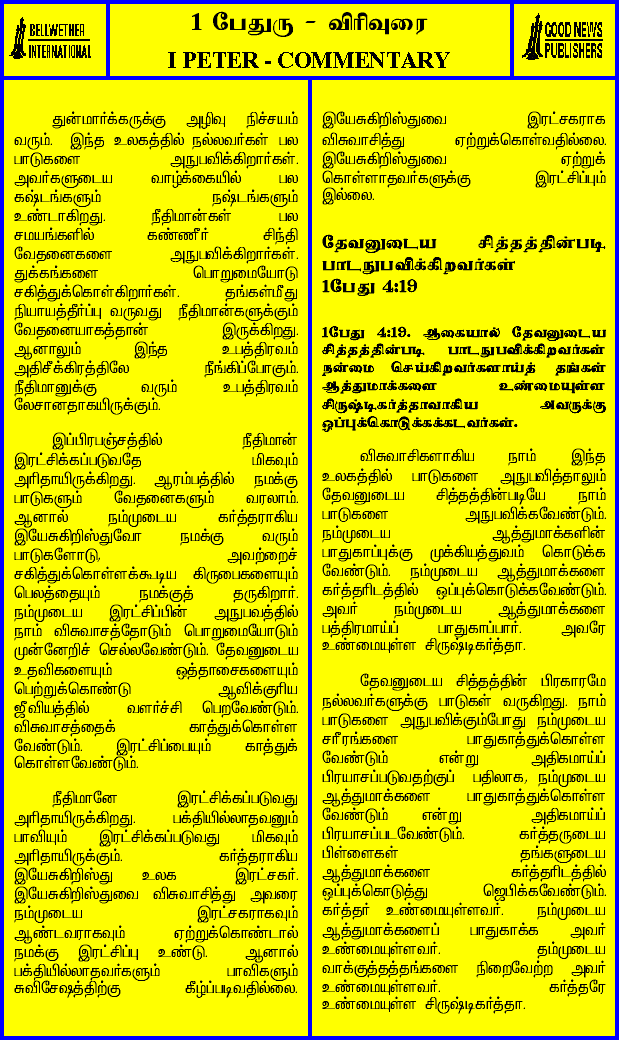 BELLWETHER
INTERNATIONAL
1 பேதுரு - விரிவுரை
I PETER - COMMENTARY
GOOD NEWS
PUBLISHERS
துன்மார்க்கருக்கு அழிவு நிச்சயம்
வரும். இந்த உலகத்தில் நல்லவர்கள் பல
பாடுகளை அநுபவிக்கிறார்கள்.
அவர்களுடைய வாழ்க்கையில் பல
கஷ்டங்களும் நஷ்டங்களும்
உண்டாகிறது. நீதிமான்கள் பல
சமயங்களில் கண்ணீர் சிந்தி
வேதனைகளை அநுபவிக்கிறார்கள்.
துக்கங்களை பொறுமையோடு
சகித்துக்கொள்கிறார்கள். தங்கள்மீது
நியாயத்தீர்ப்பு வருவது நீதிமான்களுக்கும்
வேதனையாகத்தான் இருக்கிறது.
ஆனாலும் இந்த உபத்திரவம்
அதிசீக்கிரத்திலே நீங்கிப்போகும்.
நீதிமானுக்கு வரும் உபத்திரவம்
லேசானதாகயிருக்கும்.
இப்பிரபஞ்சத்தில் நீதிமான்
இரட்சிக்கப்படுவதே மிகவும்
அரிதாயிருக்கிறது. ஆரம்பத்தில் நமக்கு
பாடுகளும் வேதனைகளும் வரலாம்.
ஆனால் நம்முடைய கர்த்தராகிய
இயேசுகிறிஸ்துவோ நமக்கு வரும்
பாடுகளோடு, அவற்றைச்
சகித்துக்கொள்ளக்கூடிய கிருபைகளையும்
பெலத்தையும் நமக்குத் தருகிறார்.
நம்முடைய இரட்சிப்பின் அநுபவத்தில்
நாம் விசுவாசத்தோடும் பொறுமையோடும்
முன்னேறிச் செல்லவேண்டும். தேவனுடைய
உதவிகளையும் ஒத்தாசைகளையும்
பெற்றுக்கொண்டு ஆவிக்குரிய
ஜீவியத்தில் வளர்ச்சி பெறவேண்டும்.
விசுவாசத்தைக் காத்துக்கொள்ள
வேண்டும். இரட்சிப்பையும் காத்துக்
கொள்ளவேண்டும்.
நீதிமானே இரட்சிக்கப்படுவது
அரிதாயிருக்கிறது. பக்தியில்லாதவனும்
பாவியும் இரட்சிக்கப்படுவது மிகவும்
அரிதாயிருக்கும். கர்த்தராகிய
இயேசுகிறிஸ்து உலக இரட்சகர்.
இயேசுகிறிஸ்துவை விசுவாசித்து அவரை
நம்முடைய இரட்சகராகவும்
ஆண்டவராகவும் ஏற்றுக்கொண்டால்
நமக்கு இரட்சிப்பு உண்டு. ஆனால்
பக்தியில்லாதவர்களும் பாவிகளும்
சுவிசேஷத்திற்கு கீழ்ப்படிவதில்லை.
இயேசுகிறிஸ்துவை இரட்சகராக
விசுவாசித்து ஏற்றுக்கொள்வதில்லை.
இயேசுகிறிஸ்துவை ஏற்றுக்
கொள்ளாதவர்களுக்கு இரட்சிப்பும்
இல்லை.
தேவனுடைய சித்தத்தின்படி
பாடநுபவிக்கிறவர்கள்
1பேது 4:19
1பேது 4:19. ஆகையால் தேவனுடைய
சித்தத்தின்படி பாடநுபவிக்கிறவர்கள்
நன்மை செய்கிறவர்களாய்த் தங்கள்
ஆத்துமாக்களை உண்மையுள்ள
சிருஷ்டிகர்த்தாவாகிய அவருக்கு
ஒப்புக்கொடுக்கக்கடவர்கள்.
விசுவாசிகளாகிய நாம் இந்த
உலகத்தில் பாடுகளை அநுபவித்தாலும்
தேவனுடைய சித்தத்தின்படியே நாம்
பாடுகளை அநுபவிக்கவேண்டும்.
நம்முடைய ஆத்துமாக்களின்
பாதுகாப்புக்கு முக்கியத்துவம் கொடுக்க
வேண்டும். நம்முடைய ஆத்துமாக்களை
கர்த்தரிடத்தில் ஒப்புக்கொடுக்கவேண்டும்.
அவர் நம்முடைய ஆத்துமாக்களை
பத்திரமாய்ப் பாதுகாப்பார். அவரே
உண்மையுள்ள சிருஷ்டிகர்த்தா.
தேவனுடைய சித்தத்தின் பிரகாரமே
நல்லவர்களுக்கு பாடுகள் வருகிறது. நாம்
பாடுகளை அநுபவிக்கும்போது நம்முடைய
சரீரங்களை பாதுகாத்துக்கொள்ள
வேண்டும் என்று அதிகமாய்ப்
பிரயாசப்படுவதற்குப் பதிலாக, நம்முடைய
ஆத்துமாக்களை பாதுகாத்துக்கொள்ள
வேண்டும் என்று அதிகமாய்ப்
பிரயாசப்படவேண்டும். கர்த்தருடைய
பிள்ளைகள் தங்களுடைய
ஆத்துமாக்களை கர்த்தரிடத்தில்
ஒப்புக்கொடுத்து ஜெபிக்கவேண்டும்.
கர்த்தர் உண்மையுள்ளவர். நம்முடைய
ஆத்துமாக்களைப் பாதுகாக்க அவர்
உண்மையுள்ளவர். தம்முடைய
வாக்குத்தத்தங்களை நிறைவேற்ற அவர்
உண்மையுள்ளவர். கர்த்தரே
உண்மையுள்ள சிருஷ்டிகர்த்தா.